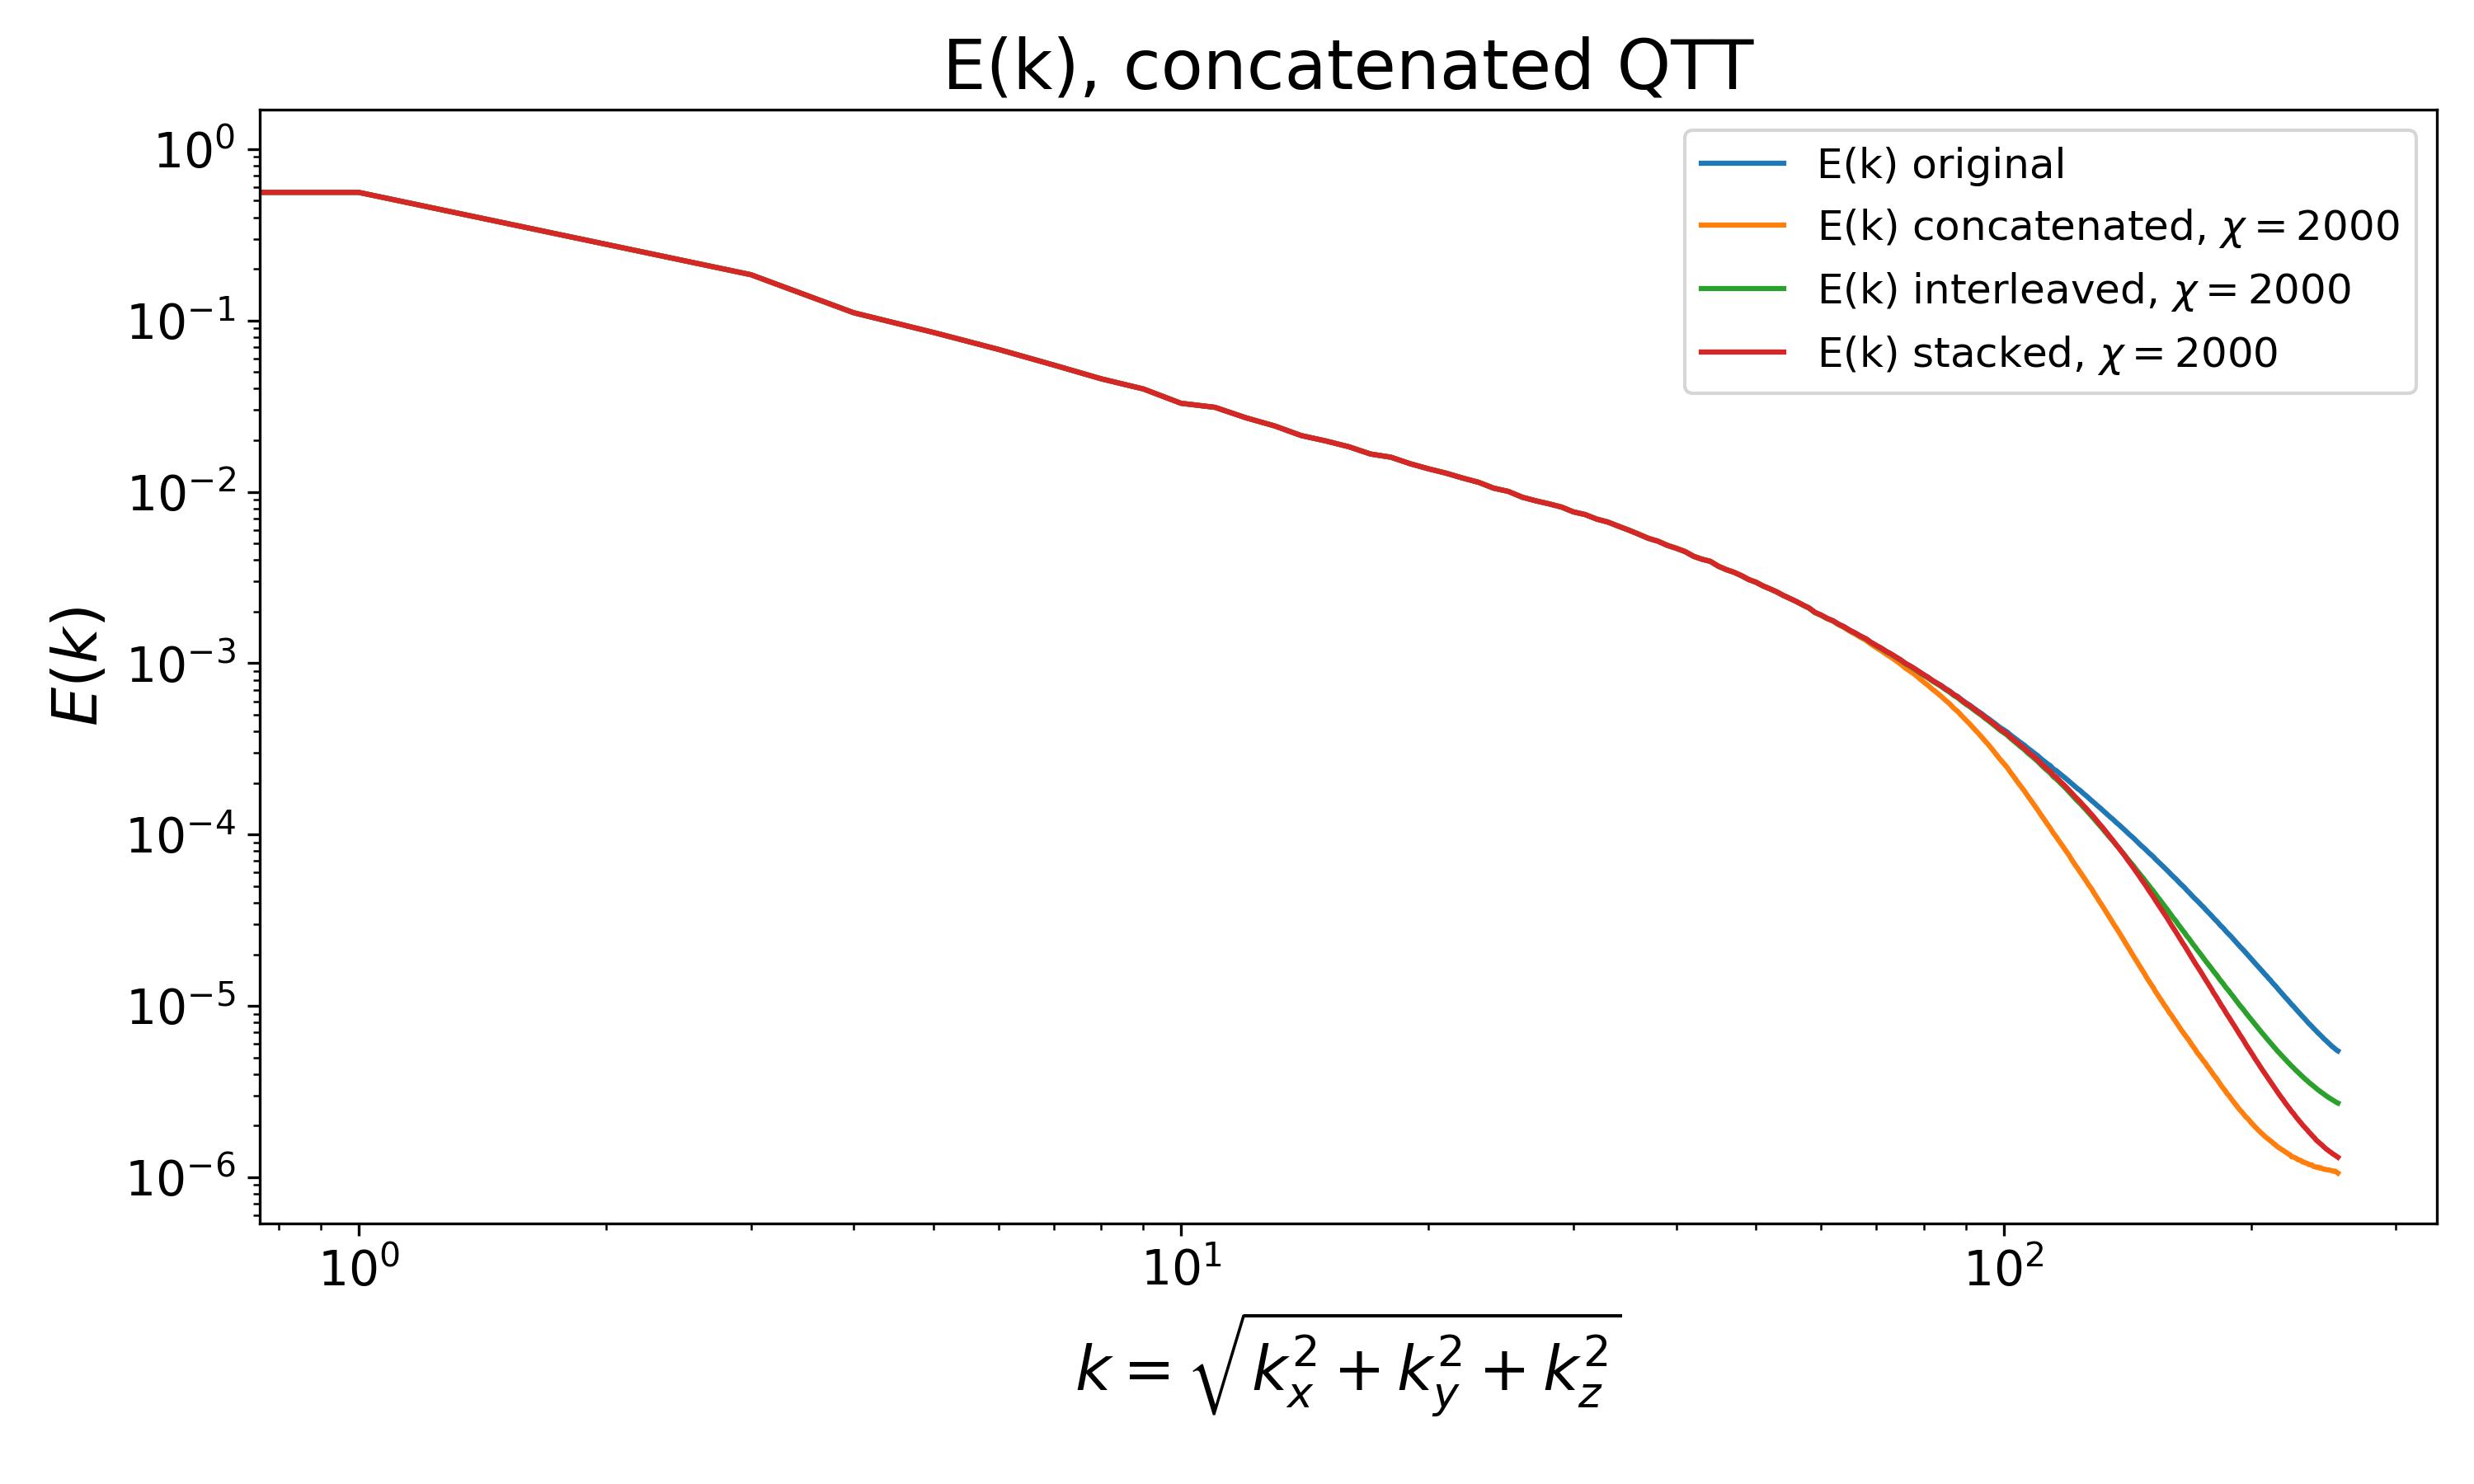 E(k), concatenated QTT
E(k) original
E(k) concatenated, χ = 2000
E(k) interleaved, χ = 2000
E(k) stacked, χ = 2000
E(k)
10⁰
10⁻¹
10⁻²
10⁻³
10⁻⁴
10⁻⁵
10⁻⁶
10⁰ 10¹ 10²
k = √(k_x² + k_y² + k_z²)